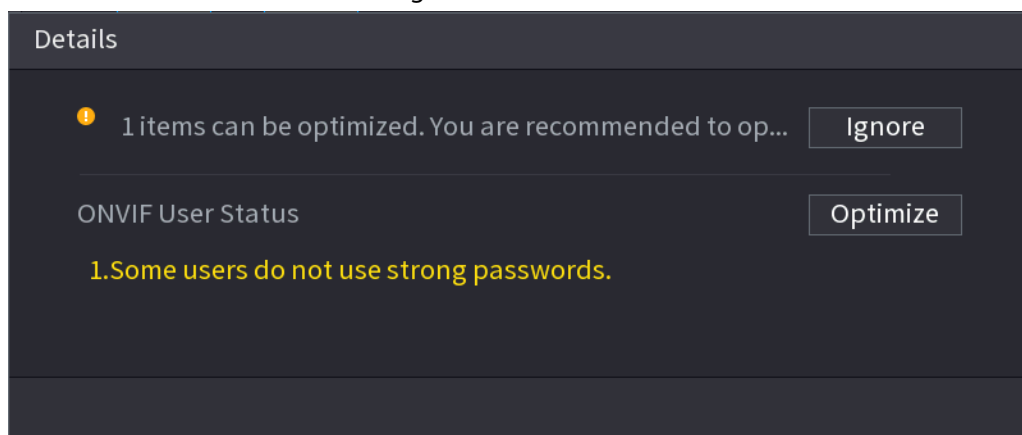 Details
1 items can be optimized. You are recommended to op...
Ignore
ONVIF User Status
Optimize
1.Some users do not use strong passwords.